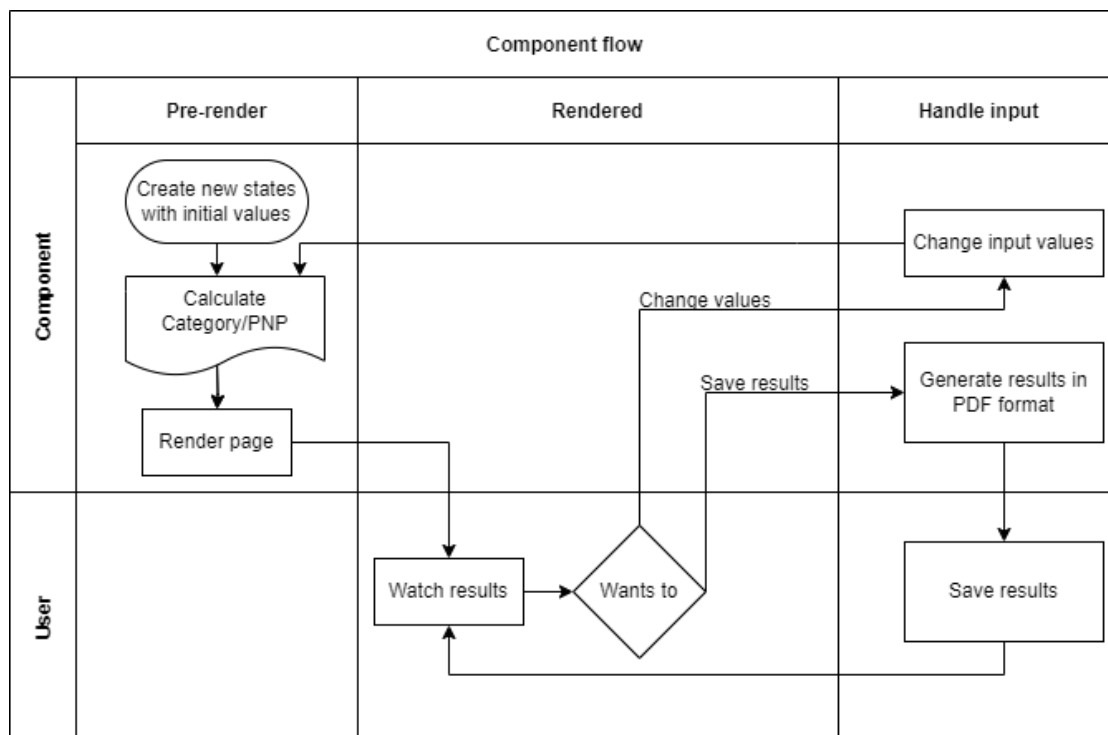 Component flow
Pre-render
Rendered
Handle input
Component
Create new states
with initial values
Change input values
Calculate
Category/PNP
Change values
Save results
Generate results in
PDF format
Render page
User
Watch results
Wants to
Save results